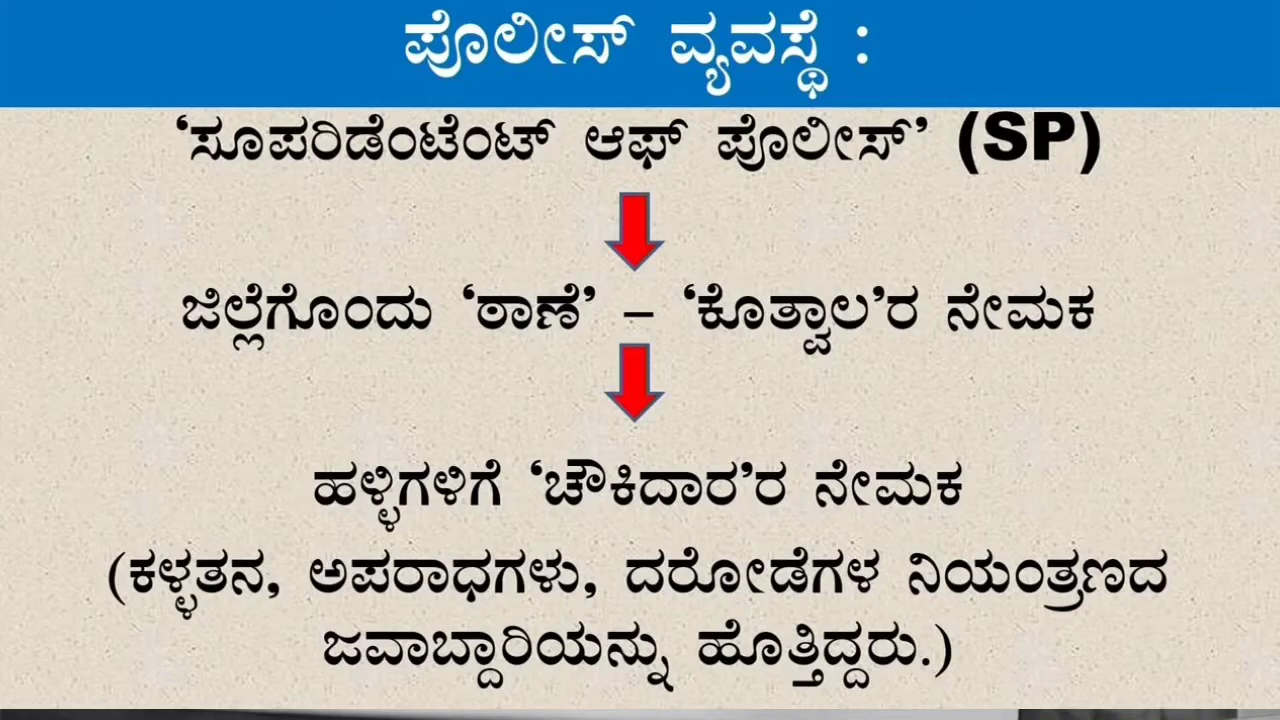 ಪೊಲೀಸ್ ವ್ಯವಸ್ಥೆ :
‘ಸೂಪರಿಡೆಂಟೆಂಟ್ ಆಫ್ ಪೊಲೀಸ್’ (SP)
ಜಿಲ್ಲೆಗೊಂದು ‘ಠಾಣೆ’ – ‘ಕೊತ್ವಾಲ’ರ ನೇಮಕ
ಹಳ್ಳಿಗಳಿಗೆ ‘ಚೌಕಿದಾರ’ರ ನೇಮಕ
(ಕಳ್ಳತನ, ಅಪರಾಧಗಳು, ದರೋಡೆಗಳ ನಿಯಂತ್ರಣದ
ಜವಾಬ್ದಾರಿಯನ್ನು ಹೊತ್ತಿದ್ದರು.)